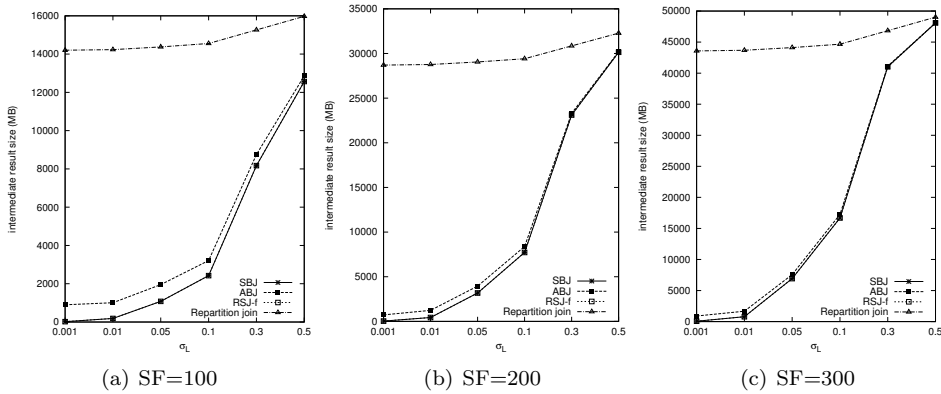 16000
14000
12000
10000
8000
6000
4000
2000
0
intermediate result size (MB)
0.001 0.01 0.05 0.1 0.3 0.5
σL
SBJ
ABJ
RSJ-f
Repartition join
(a) SF=100
35000
30000
25000
20000
15000
10000
5000
0
intermediate result size (MB)
0.001 0.01 0.05 0.1 0.3 0.5
σL
SBJ
ABJ
RSJ-f
Repartition join
(b) SF=200
50000
45000
40000
35000
30000
25000
20000
15000
10000
5000
0
intermediate result size (MB)
0.001 0.01 0.05 0.1 0.3 0.5
σL
SBJ
ABJ
RSJ-f
Repartition join
(c) SF=300